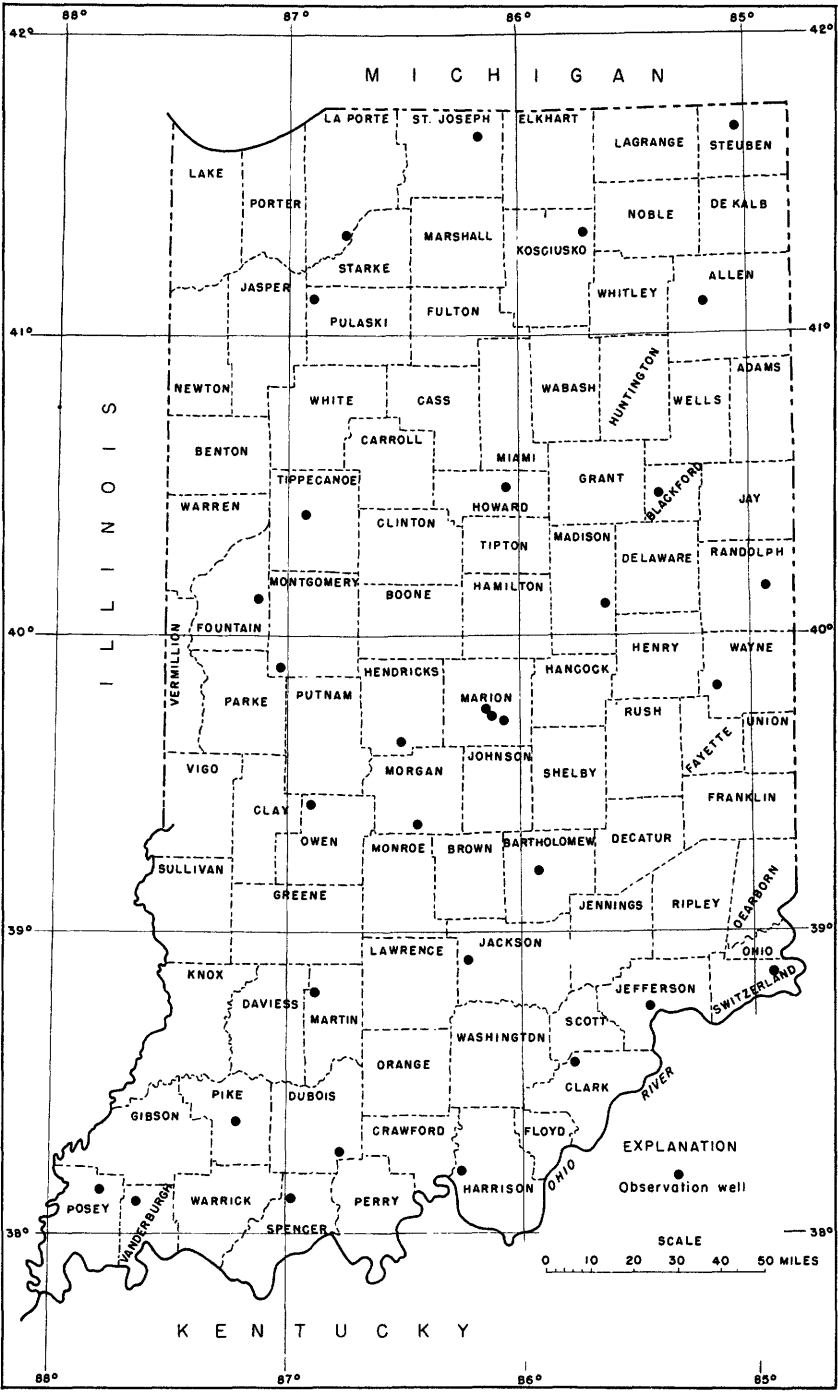 88° 87° 86° 85°
42° 42°
M I C H I G A N
LA PORTE ST. JOSEPH ELKHART
LAGRANGE STEUBEN
LAKE
PORTER NOBLE DE KALB
MARSHALL KOSCIUSKO
STARKE
JASPER WHITLEY ALLEN
PULASKI FULTON
41° 41°
HUNTINGTON
ADAMS
NEWTON WHITE CASS WABASH WELLS
ILLINOIS
CARROLL
BENTON MIAMI
TIPPECANOE GRANT
BLACKFORD
WARREN HOWARD JAY
CLINTON
TIPTON MADISON DELAWARE RANDOLPH
MONTGOMERY BOONE HAMILTON
40° FOUNTAIN 40°
VERMILLION
HENRY WAYNE
HENDRICKS HANCOCK
PARKE PUTNAM MARION
RUSH UNION
FAYETTE
VIGO MORGAN JOHNSON SHELBY
FRANKLIN
CLAY
OWEN MONROE BROWN BARTHOLOMEW DECATUR
SULLIVAN
GREENE JENNINGS RIPLEY DEARBORN
39° 39°
LAWRENCE JACKSON OHIO
KNOX
DAVIESS MARTIN JEFFERSON SWITZERLAND
WASHINGTON SCOTT
ORANGE
CLARK
RIVER
PIKE DUBOIS
GIBSON
CRAWFORD FLOYD
OHIO
EXPLANATION
Observation well
HARRISON
POSEY VANDERBURGH WARRICK PERRY
SPENCER
38° 38°
SCALE
0 10 20 30 40 50 MILES
K E N T U C K Y
88° 87° 86° 85°